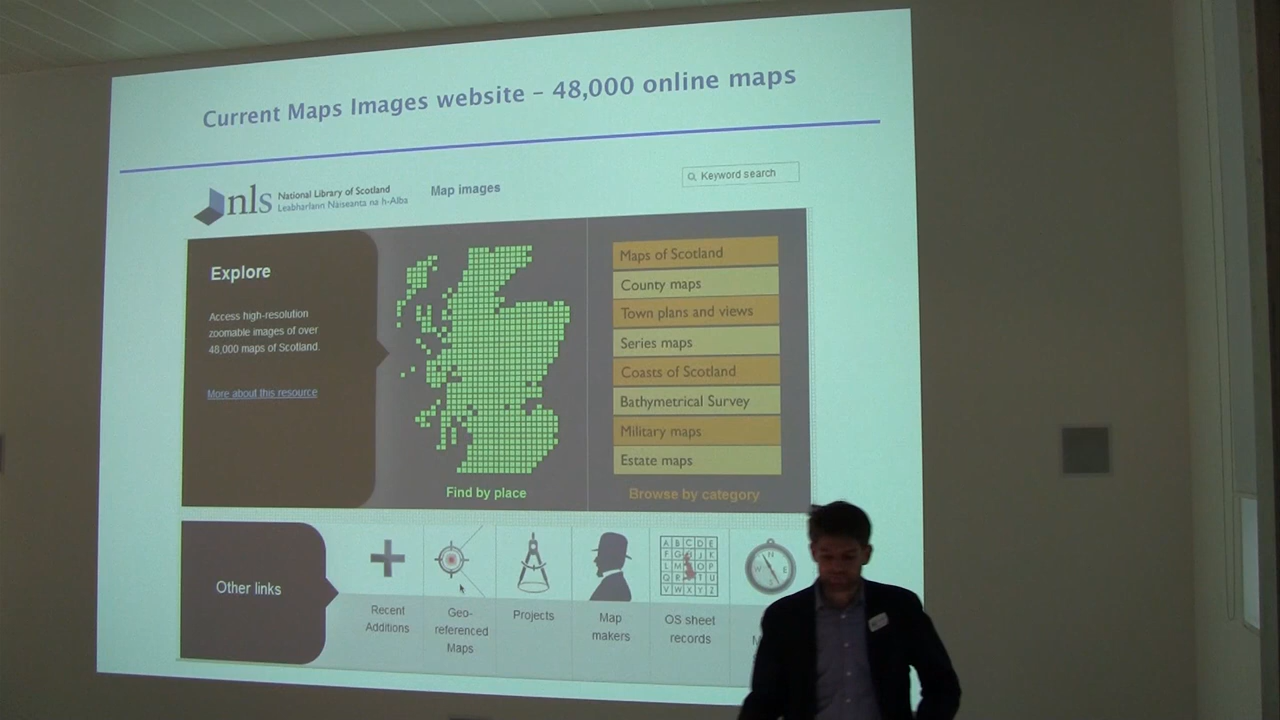 Current Maps Images website – 48,000 online maps
nls
National Library of Scotland
Leabharlann Nàiseanta na h-Alba
Map images
Keyword search
Explore
Access high-resolution
zoomable images of over
48,000 maps of Scotland.
More about this resource
Find by place
Maps of Scotland
County maps
Town plans and views
Series maps
Coasts of Scotland
Bathymetrical Survey
Military maps
Estate maps
Browse by category
Other links
Recent
Additions
Geo-
referenced
Maps
Projects
Map
makers
OS sheet
records